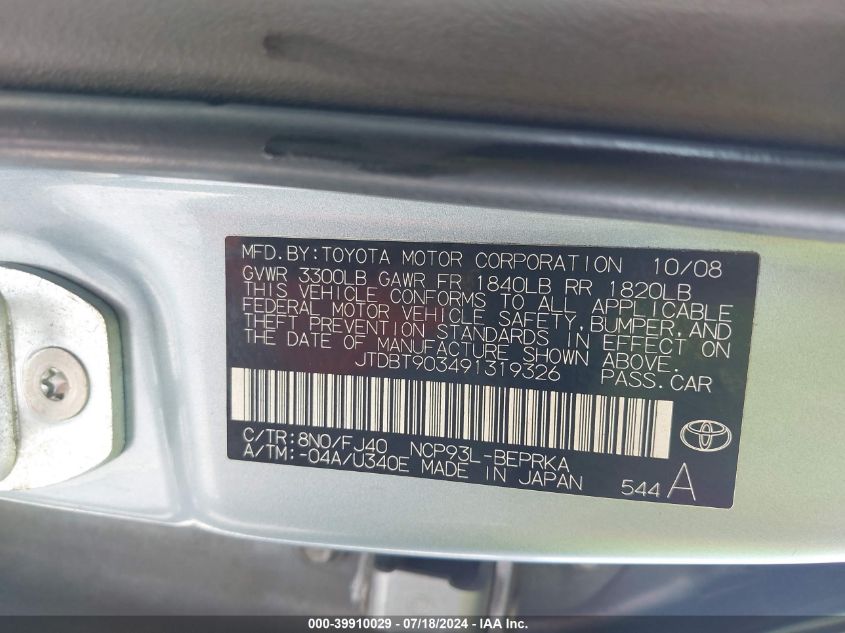 MFD.BY:TOYOTA MOTOR CORPORATION 10/08
GVWR 3300LB GAWR FR 1840LB RR 1820LB
THIS VEHICLE CONFORMS TO ALL APPLICABLE
FEDERAL MOTOR VEHICLE SAFETY,BUMPER,AND
THEFT PREVENTION STANDARDS IN EFFECT ON
THE DATE OF MANUFACTURE SHOWN ABOVE.
JTDBT903491319326 PASS.CAR
C/TR:8N0/FJ40 NCP93L-BEPRKA
A/TM:-04A/U340E MADE IN JAPAN 544 A
000-39910029 - 07/18/2024 - IAA Inc.